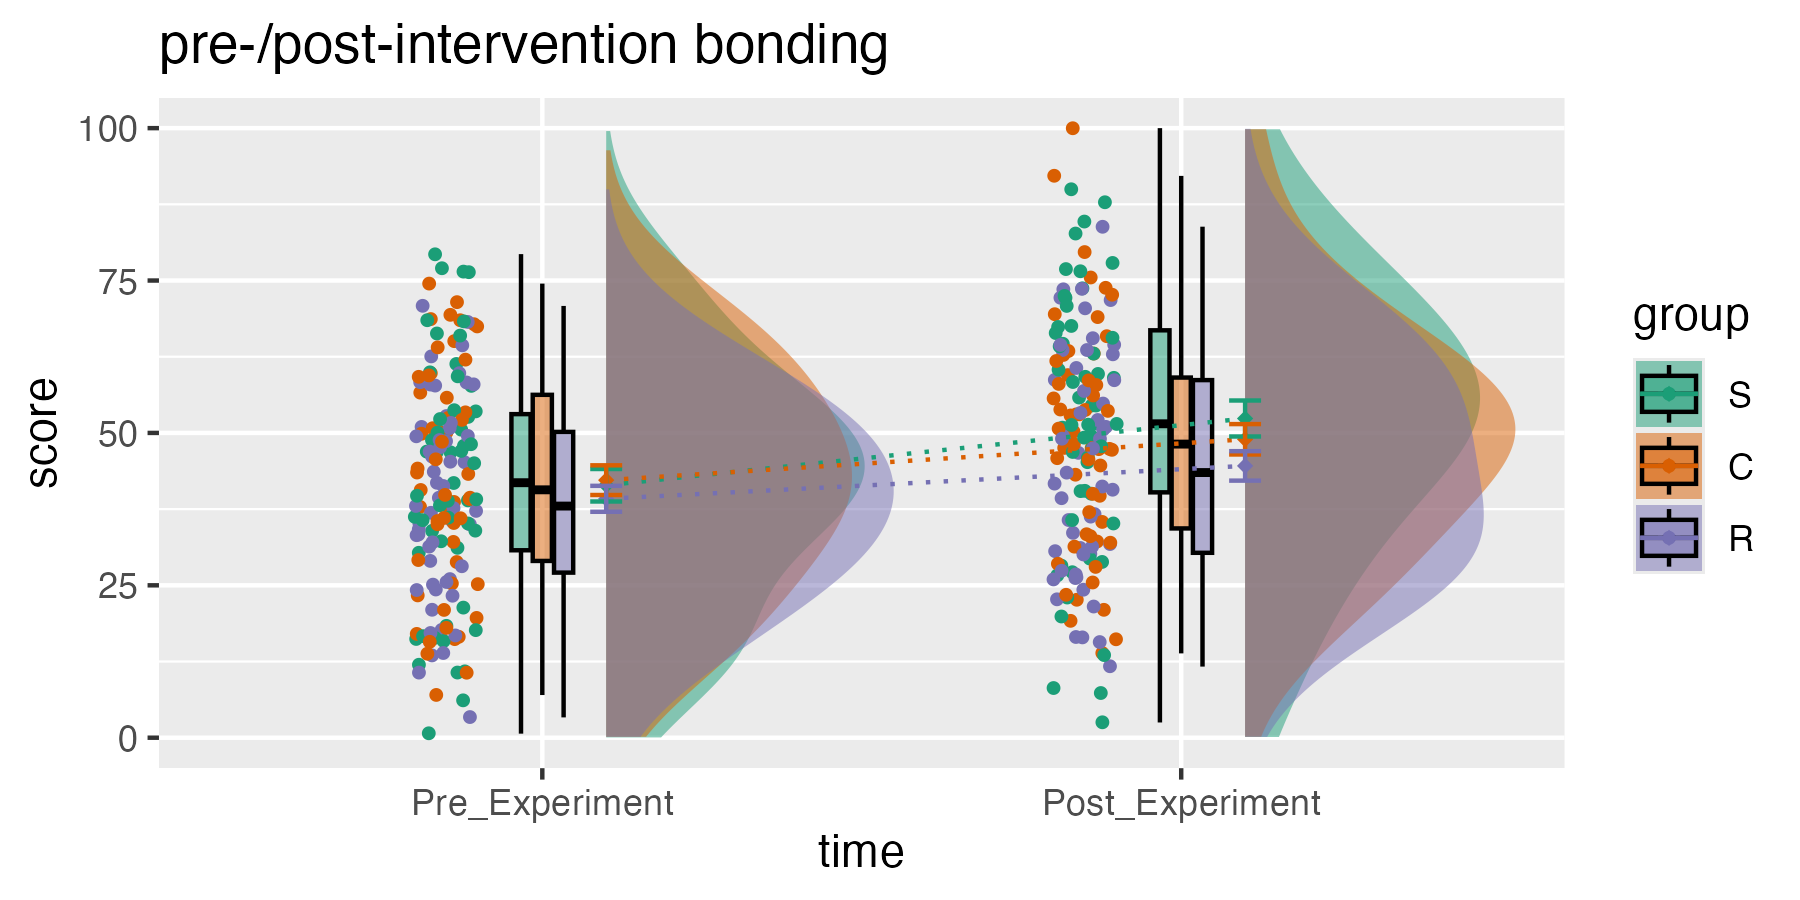 pre-/post-intervention bonding
100
75
50
25
0
score
Pre_Experiment
Post_Experiment
time
group
S
C
R